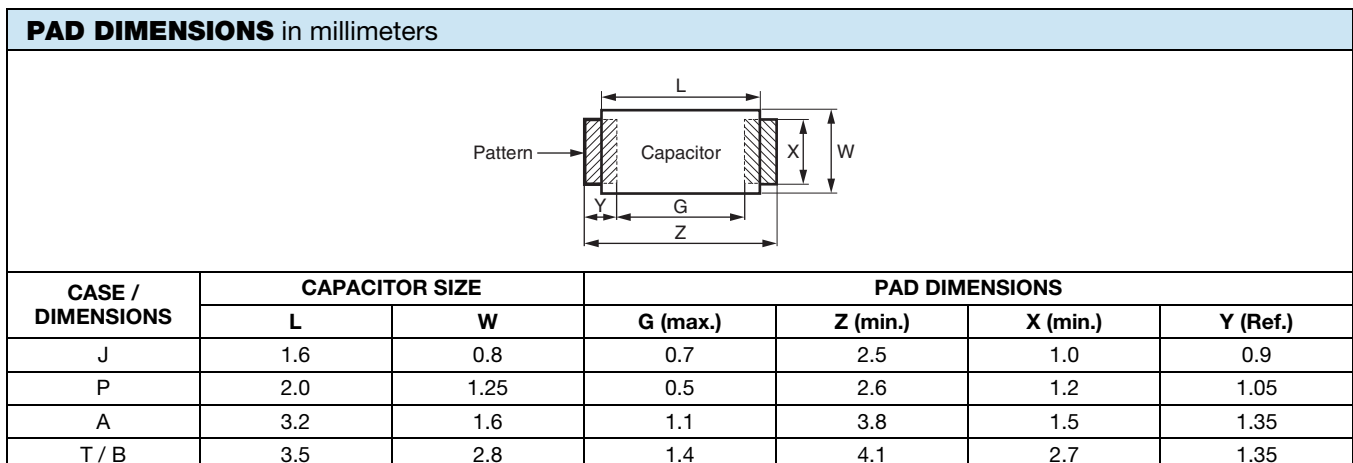 PAD DIMENSIONS in millimeters
L
Pattern
Capacitor
X
W
Y
G
Z
CASE / DIMENSIONS
CAPACITOR SIZE
PAD DIMENSIONS
L W G (max.) Z (min.) X (min.) Y (Ref.)
J 1.6 0.8 0.7 2.5 1.0 0.9
P 2.0 1.25 0.5 2.6 1.2 1.05
A 3.2 1.6 1.1 3.8 1.5 1.35
T / B 3.5 2.8 1.4 4.1 2.7 1.35